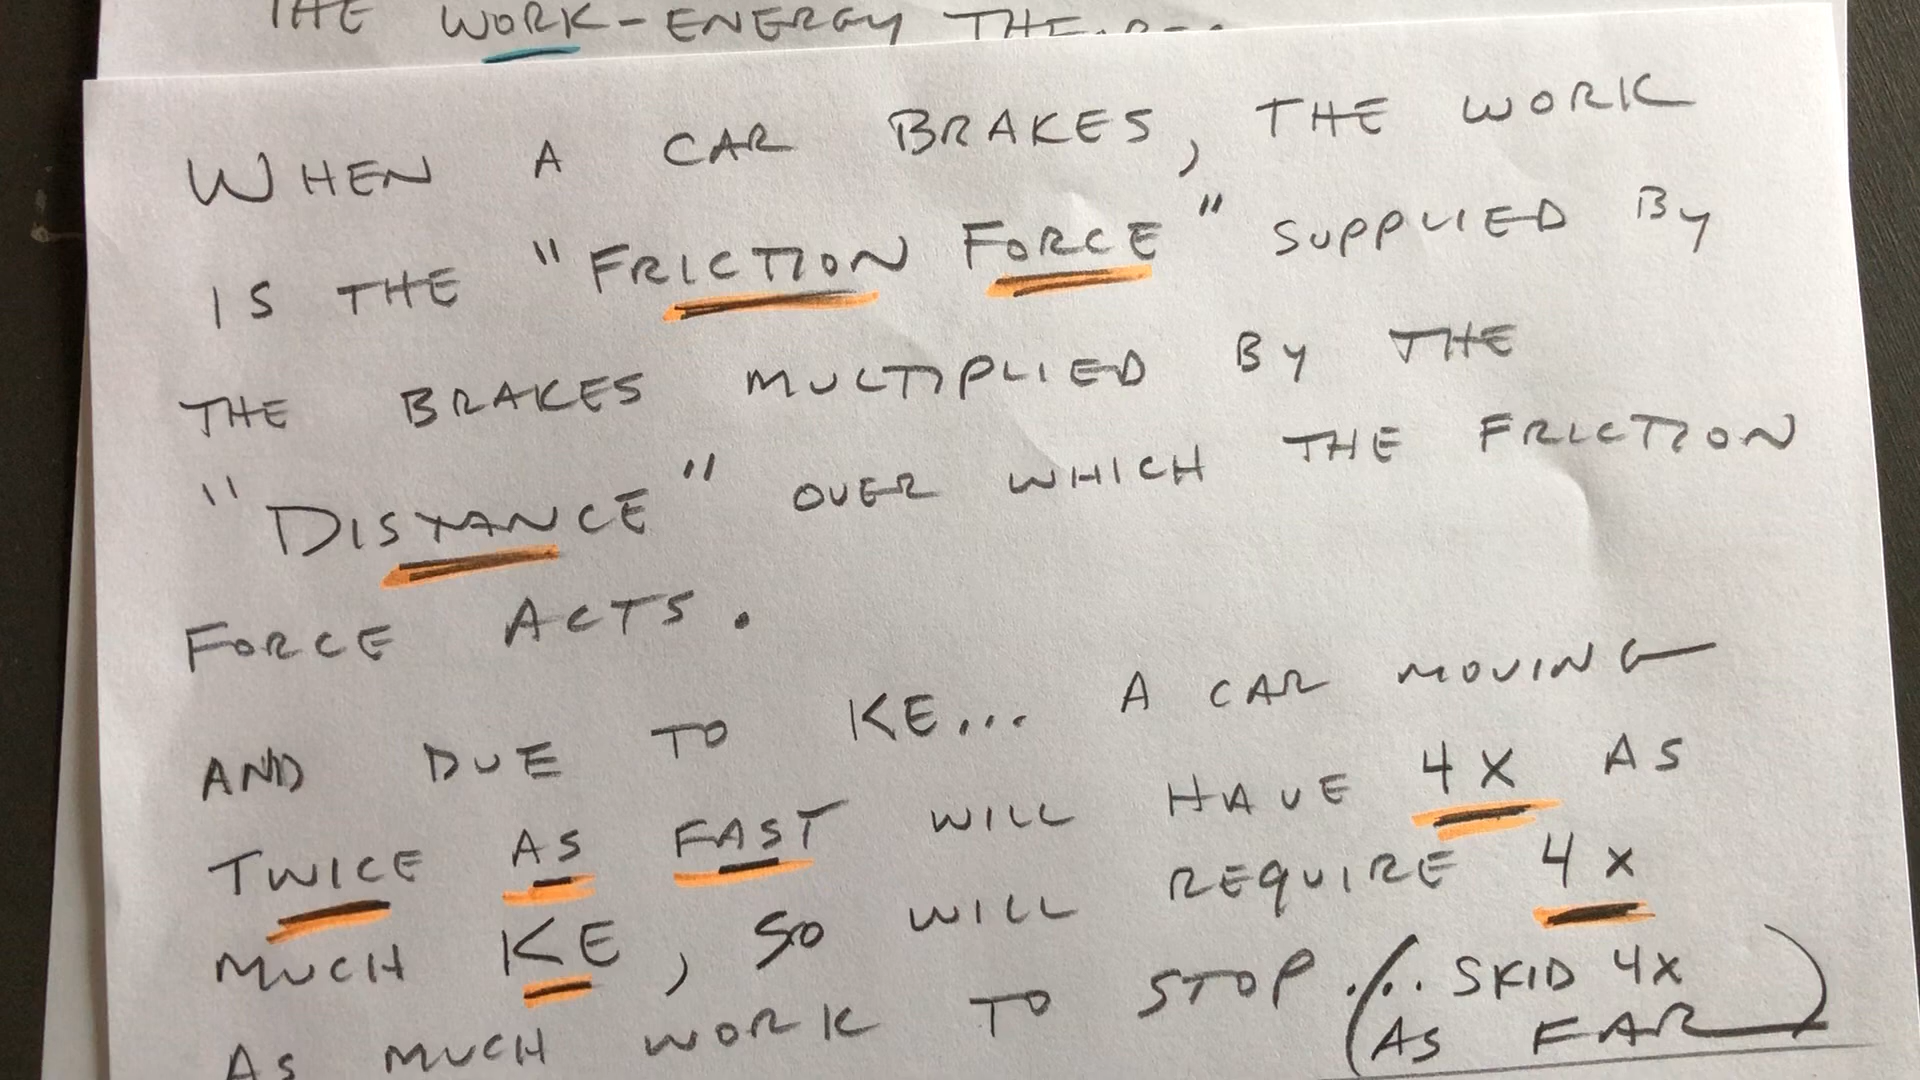 THE WORK-ENERGY
WHEN A CAR BRAKES, THE WORK
IS THE "FRICTION FORCE" SUPPLIED BY
THE BRAKES MULTIPLIED BY THE
"DISTANCE" OVER WHICH THE FRICTION
FORCE ACTS.
AND DUE TO KE... A CAR MOVING
TWICE AS FAST WILL HAVE 4X AS
MUCH KE, SO WILL REQUIRE 4X
AS MUCH WORK TO STOP. (.. SKID 4X
AS FAR)